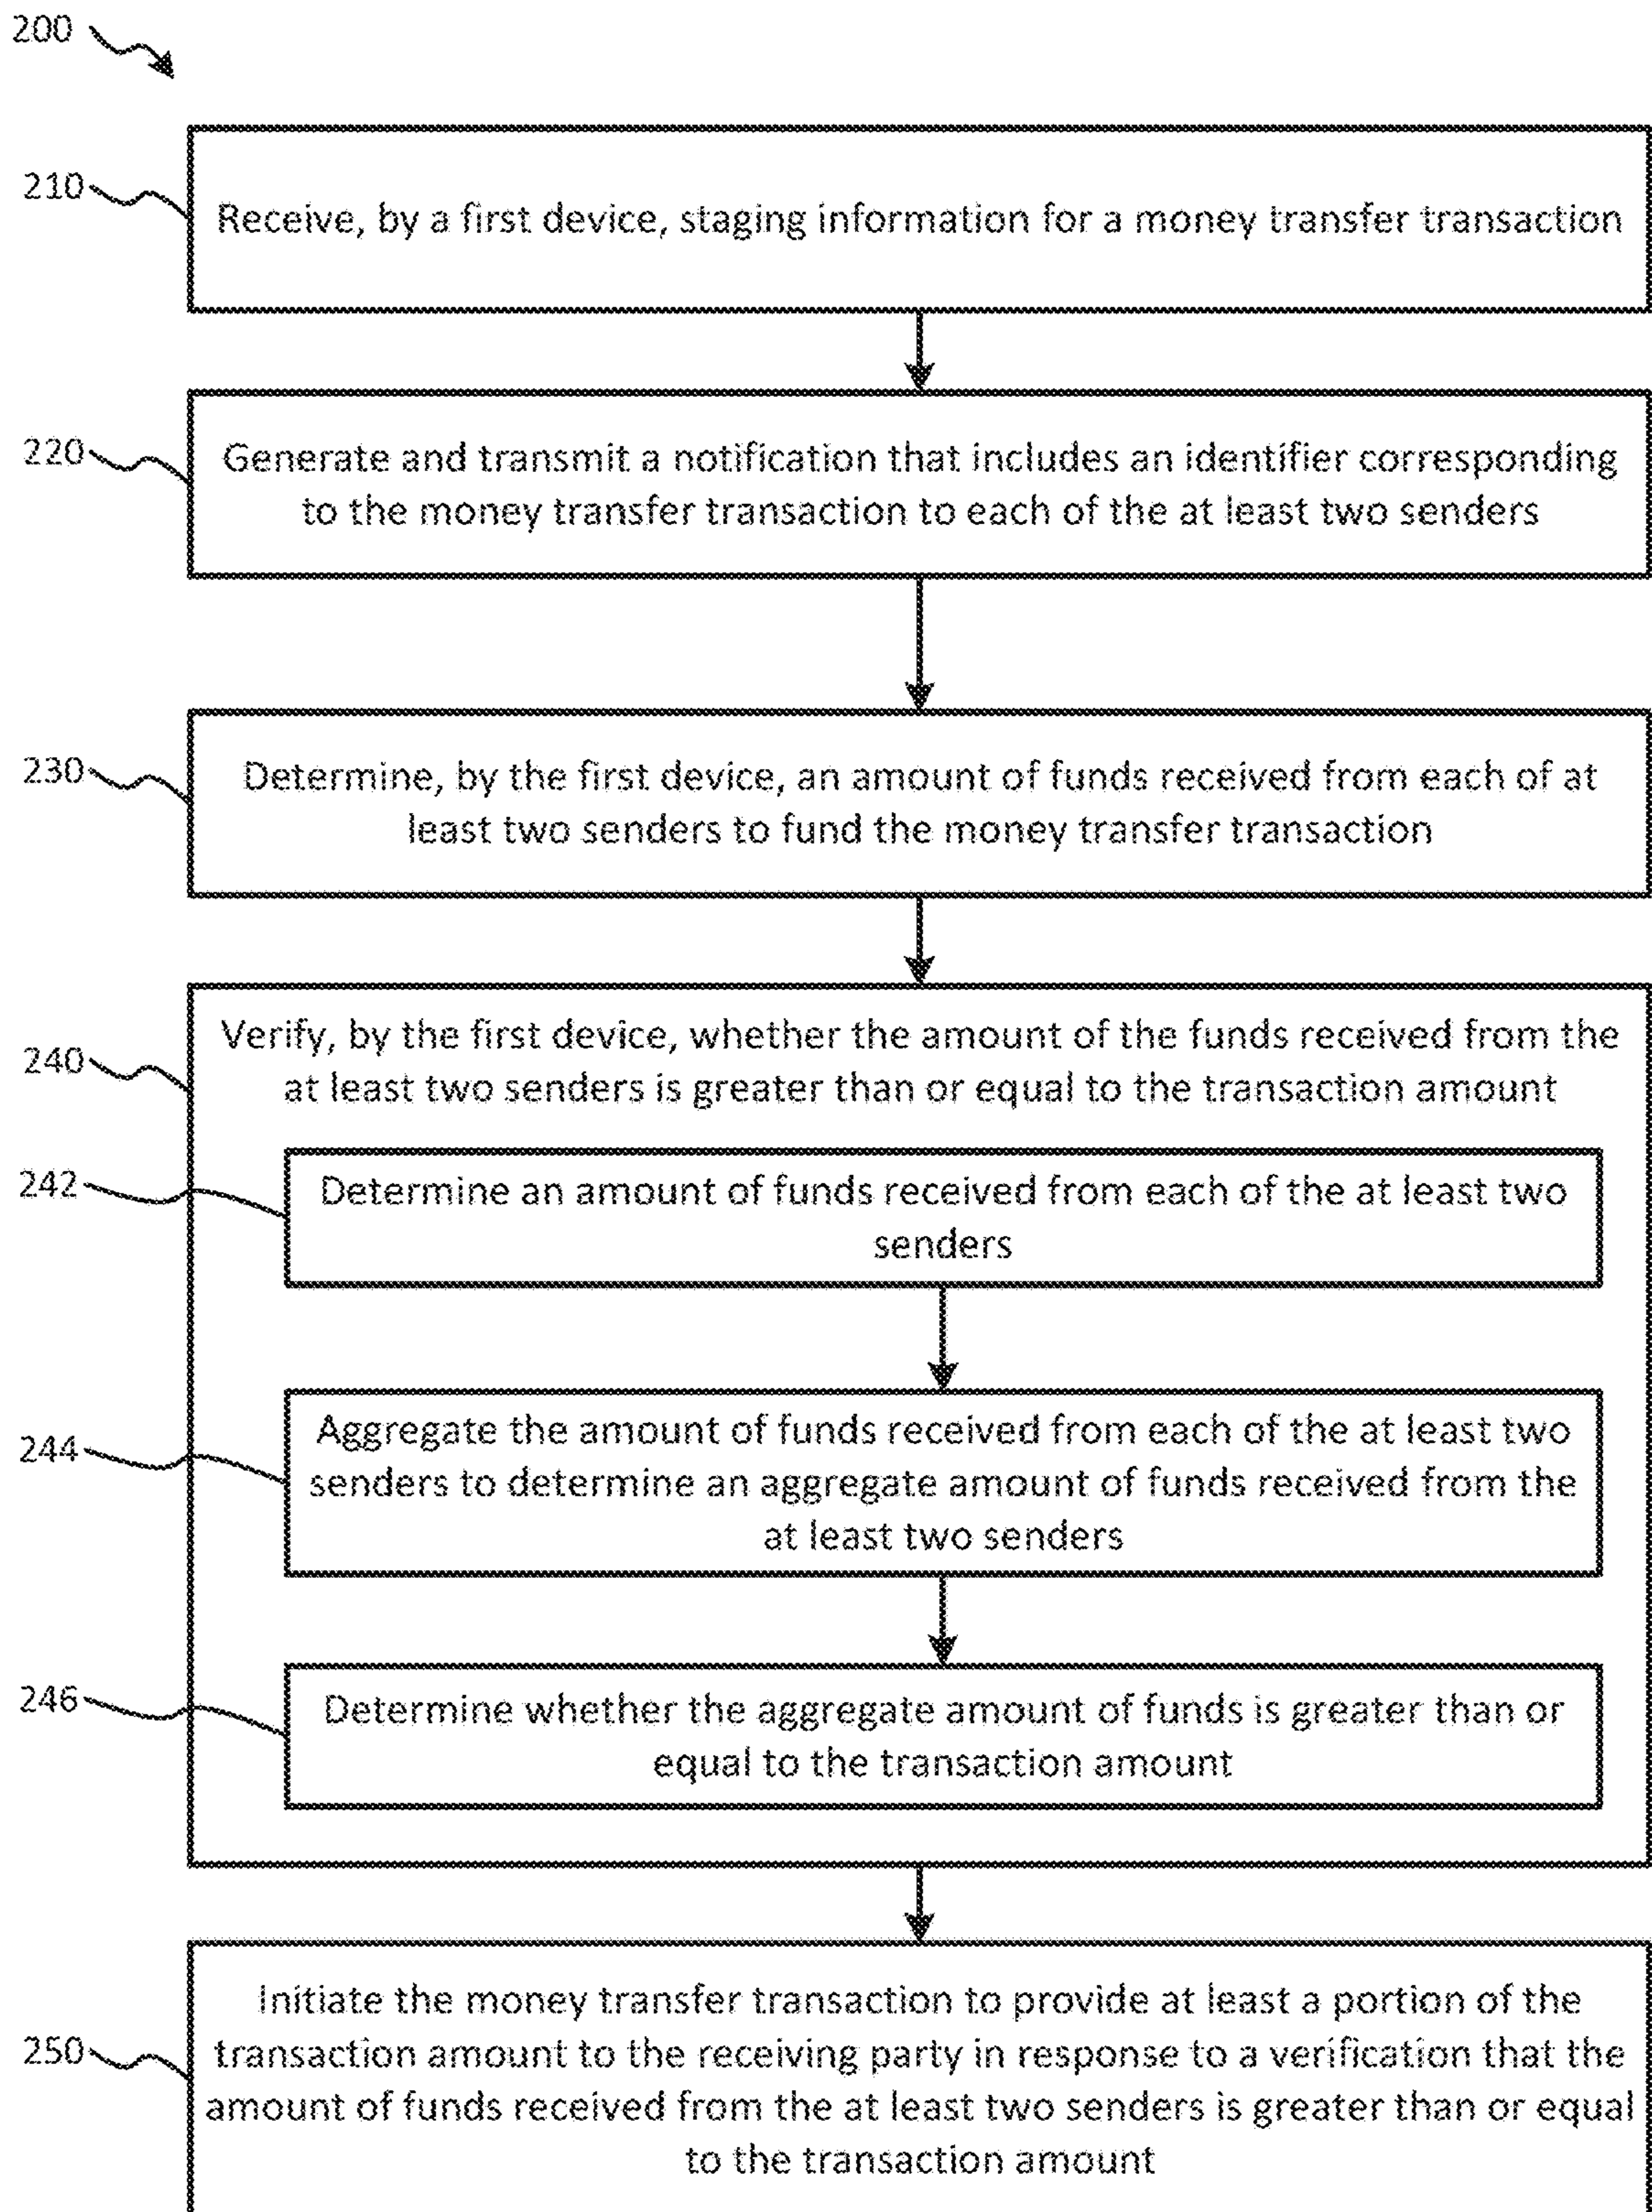 200
210
Receive, by a first device, staging information for a money transfer transaction
220
Generate and transmit a notification that includes an identifier corresponding
to the money transfer transaction to each of the at least two senders
230
Determine, by the first device, an amount of funds received from each of at
least two senders to fund the money transfer transaction
240
Verify, by the first device, whether the amount of the funds received from the
at least two senders is greater than or equal to the transaction amount
242
Determine an amount of funds received from each of the at least two
senders
244
Aggregate the amount of funds received from each of the at least two
senders to determine an aggregate amount of funds received from the
at least two senders
246
Determine whether the aggregate amount of funds is greater than or
equal to the transaction amount
250
Initiate the money transfer transaction to provide at least a portion of the
transaction amount to the receiving party in response to a verification that the
amount of funds received from the at least two senders is greater than or equal
to the transaction amount